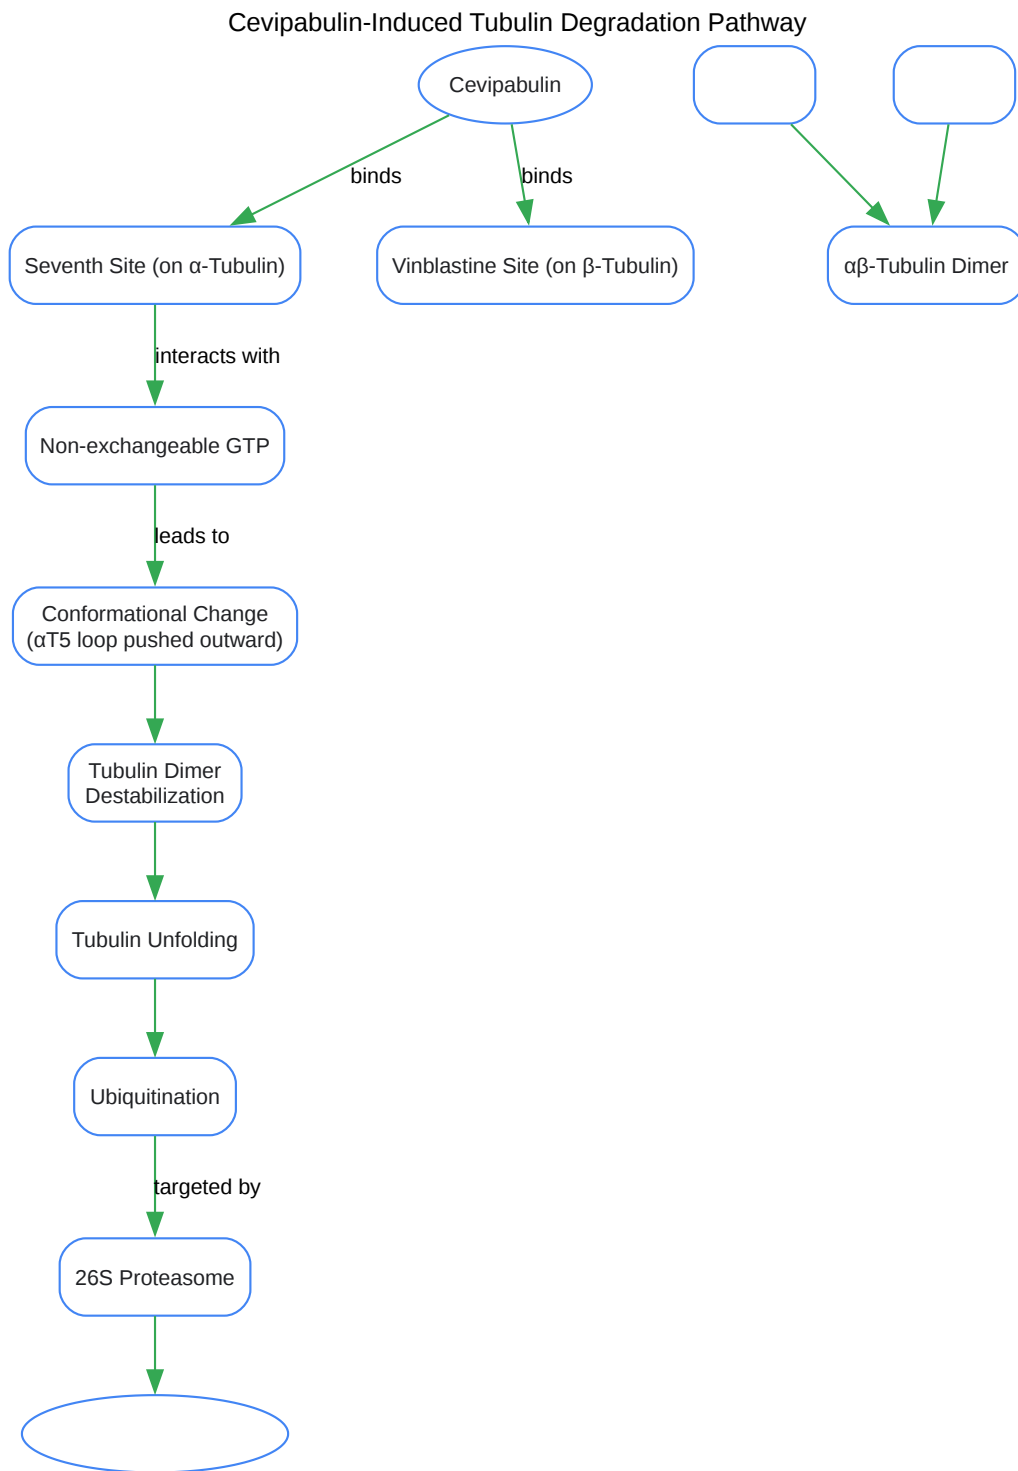 Cevipabulin-Induced Tubulin Degradation Pathway
Cevipabulin
binds
binds
Seventh Site (on α-Tubulin)
Vinblastine Site (on β-Tubulin)
αβ-Tubulin Dimer
interacts with
Non-exchangeable GTP
leads to
Conformational Change
(αT5 loop pushed outward)
Tubulin Dimer
Destabilization
Tubulin Unfolding
Ubiquitination
targeted by
26S Proteasome